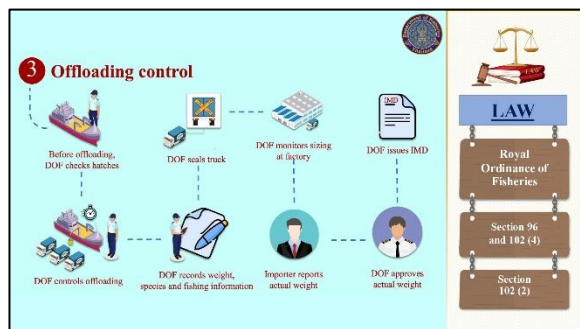 3 Offloading control
Before offloading,
DOF checks hatches
DOF controls offloading
DOF seals truck
DOF records weight,
species and fishing information
DOF monitors sizing
at factory
Importer reports
actual weight
IMD
DOF issues IMD
DOF approves
actual weight
LAW
Royal
Ordinance of
Fisheries
Section 96
and 102 (4)
Section
102 (2)